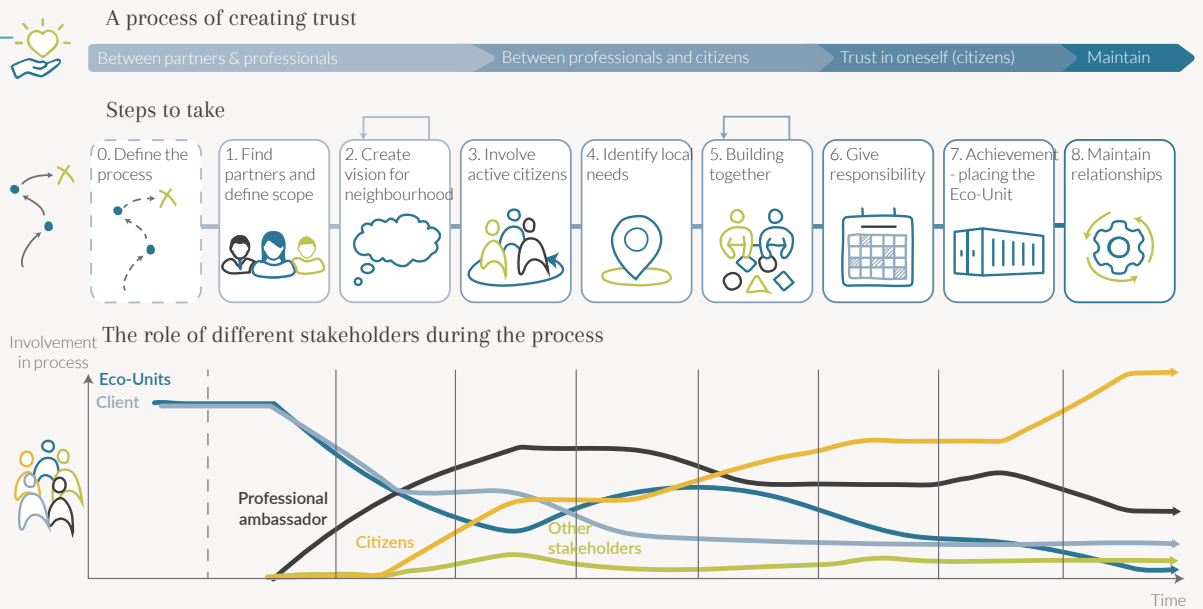 A process of creating trust
Between partners & professionals
Between professionals and citizens
Trust in oneself (citizens)
Maintain
Steps to take
0. Define the
process
1. Find
partners and
define scope
2. Create
vision for
neighbourhood
3. Involve
active citizens
4. Identify local
needs
5. Building
together
6. Give
responsibility
7. Achievement
- placing the
Eco-Unit
8. Maintain
relationships
The role of different stakeholders during the process
Involvement
in process
Eco-Units
Client
Professional
ambassador
Citizens
Other
stakeholders
Time